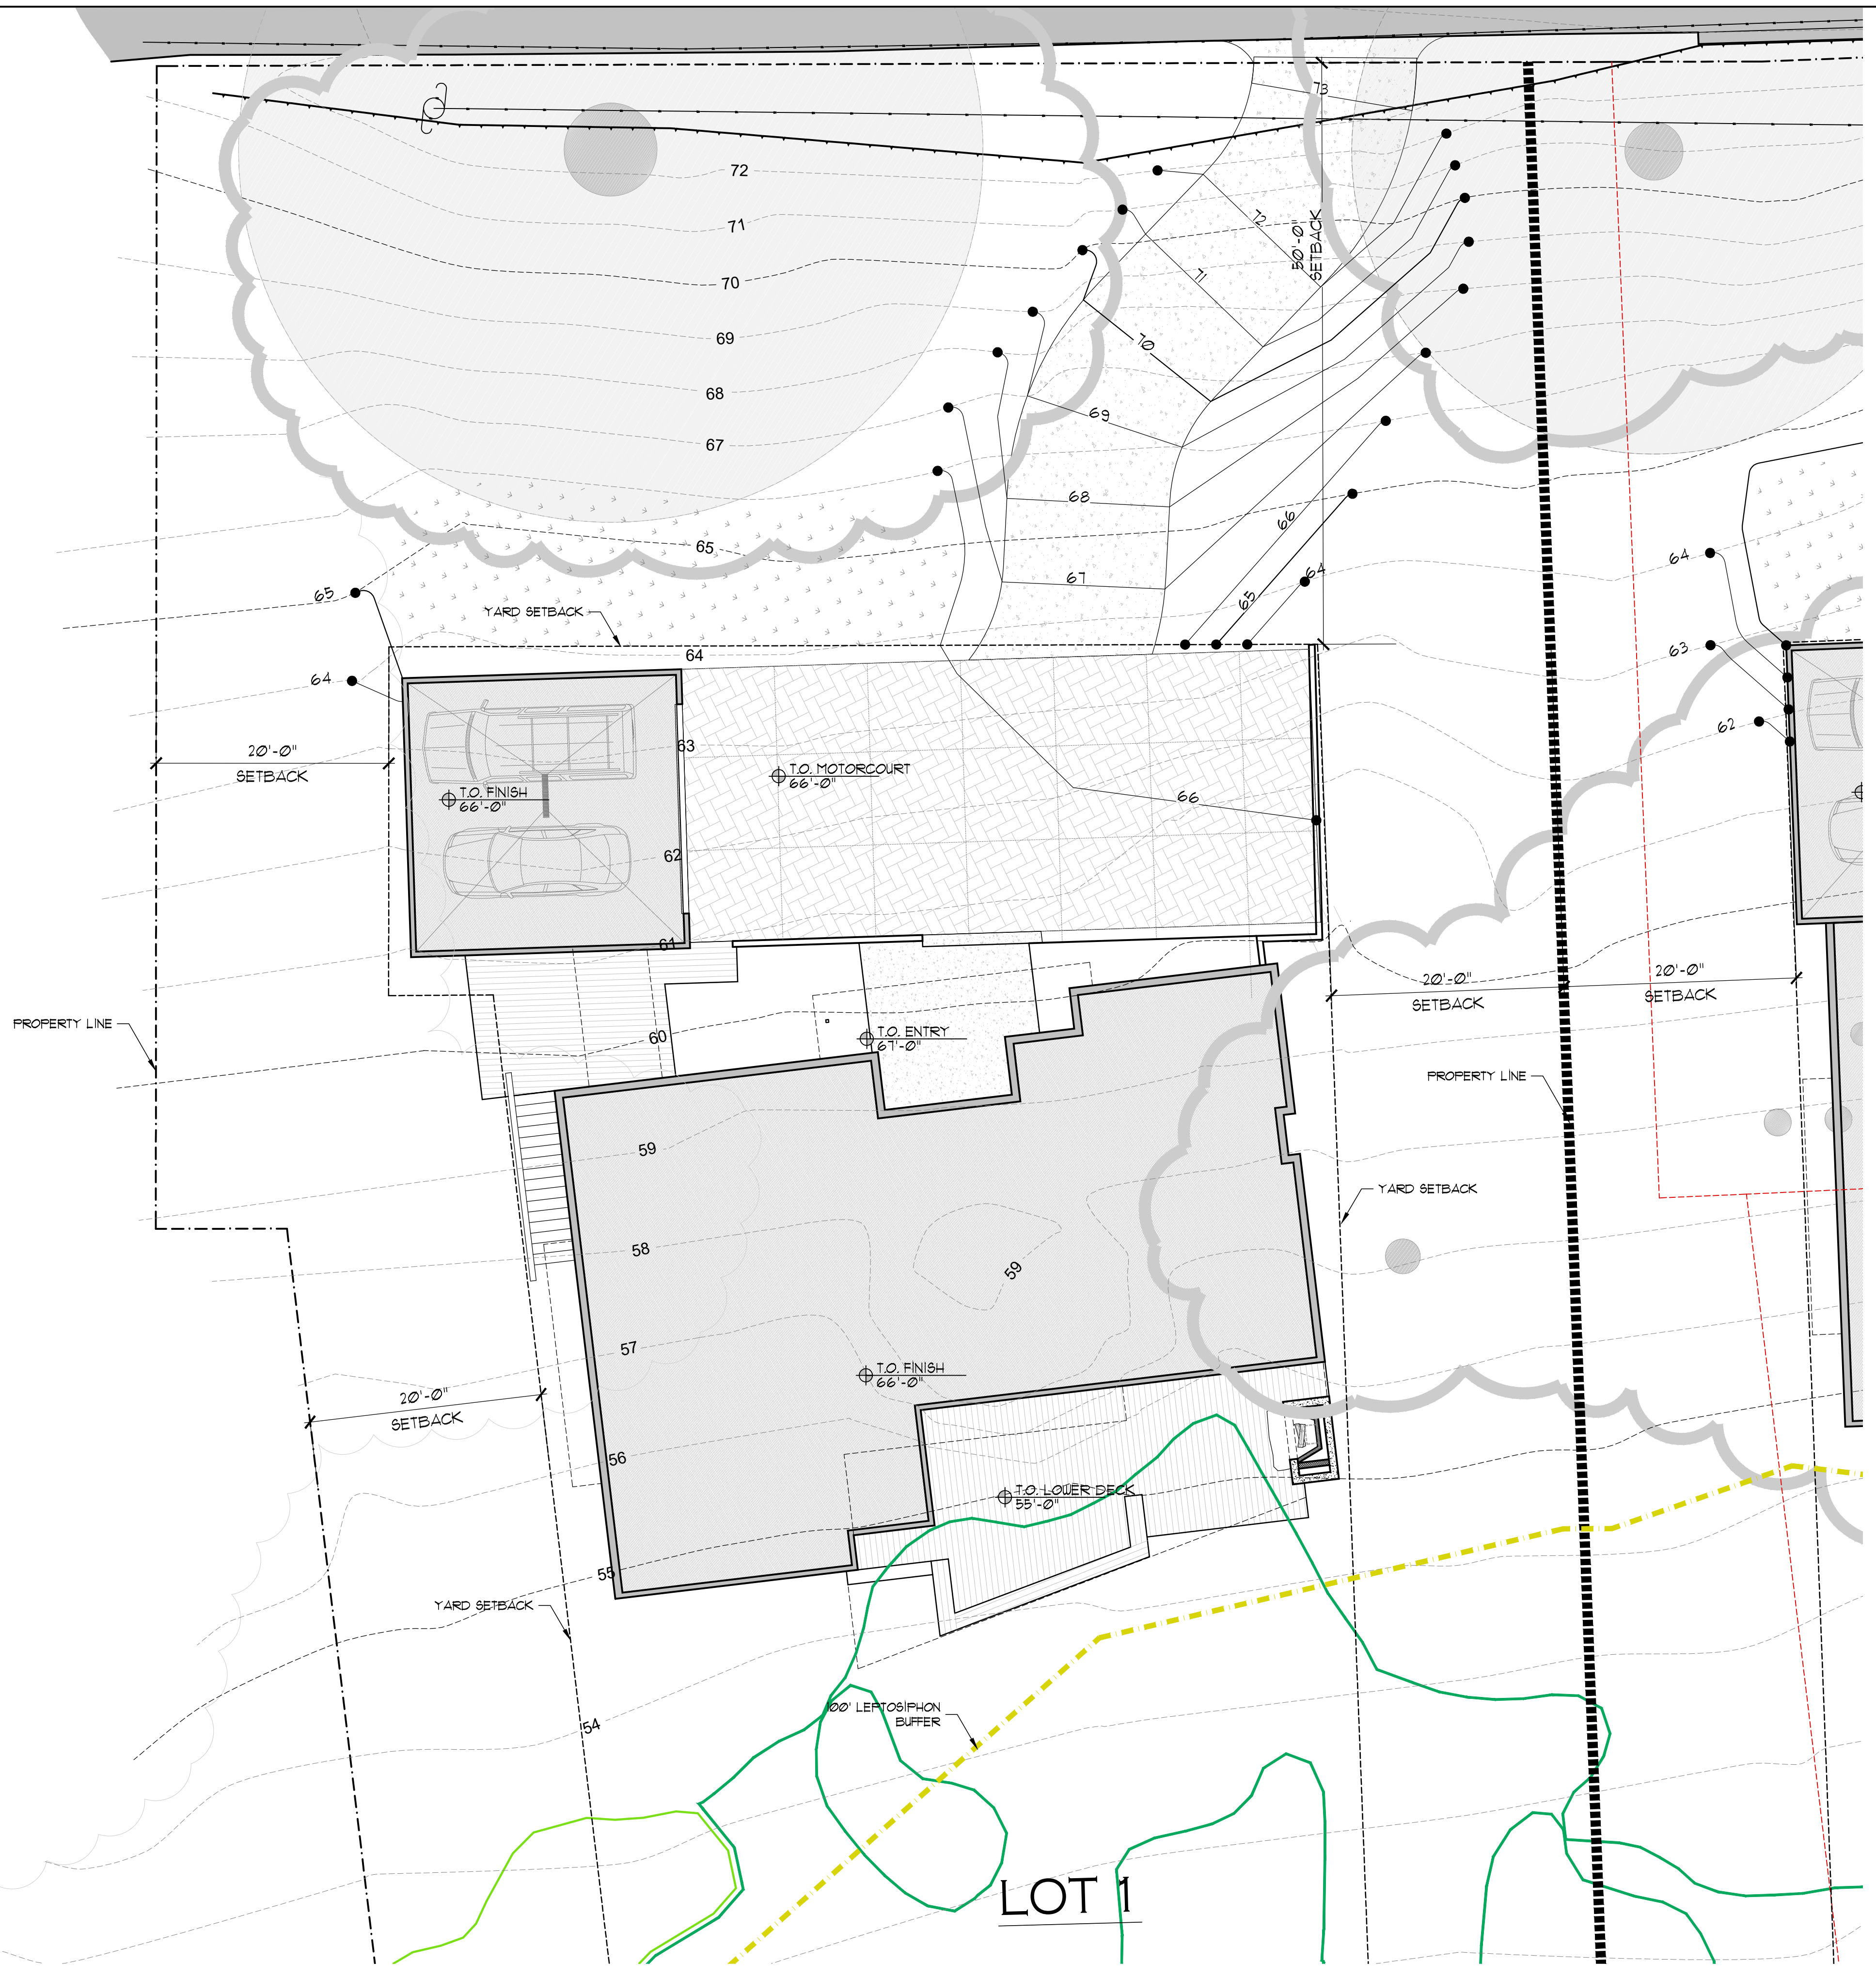 73
72
72
71
50'-0"
SETBACK
71
70
70
69
69
68
68
67
66
65
67
64
65
65
YARD SETBACK
64
64
63
64
62
20'-0"
SETBACK
63
T.O. MOTORCOURT
66'-0"
T.O. FINISH
66'-0"
66
62
61
20'-0"
SETBACK
20'-0"
SETBACK
PROPERTY LINE
60
T.O. ENTRY
67'-0"
PROPERTY LINE
59
YARD SETBACK
58
59
57
T.O. FINISH
66'-0"
20'-0"
SETBACK
56
T.O. LOWER DECK
55'-0"
55
YARD SETBACK
54
100' LEPTOSIPHON
BUFFER
LOT 1